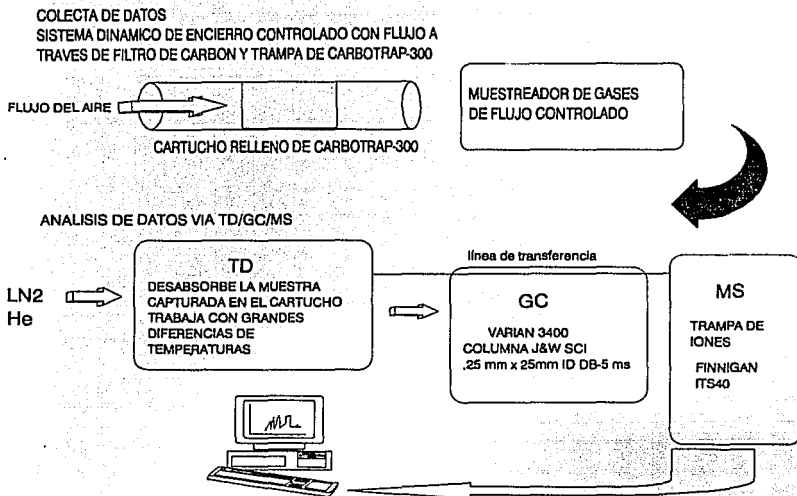 COLECTA DE DATOS
SISTEMA DINAMICO DE ENCIERRO CONTROLADO CON FLUJO A
TRAVES DE FILTRO DE CARBON Y TRAMPA DE CARBOTRAP-300
FLUJO DEL AIRE
CARTUCHO RELLENO DE CARBOTRAP-300
MUESTREADOR DE GASES
DE FLUJO CONTROLADO
ANALISIS DE DATOS VIA TD/GC/MS
LN2
He
TD
DESABSORBE LA MUESTRA
CAPTURADA EN EL CARTUCHO
TRABAJA CON GRANDES
DIFERENCIAS DE
TEMPERATURAS
línea de transferencia
GC
VARIAN 3400
COLUMNA J&W SCI
.25 mm x 25mm ID DB-5 ms
MS
TRAMPA DE
IONES
FINNIGAN
ITS40